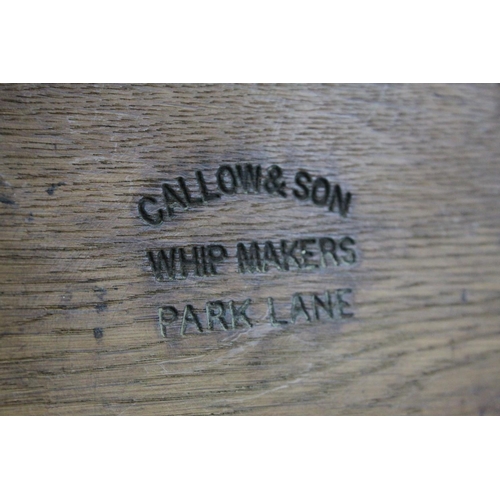 CALLOW & SON
WHIP MAKERS
PARK LANE